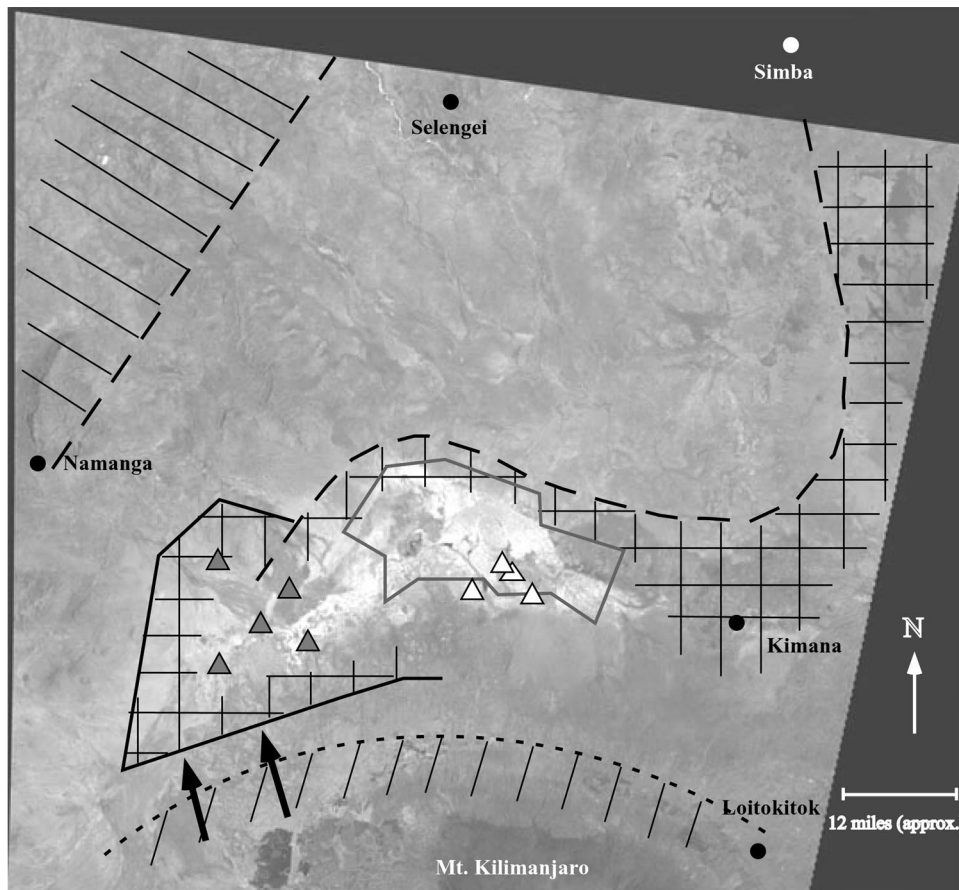 Simba
Selengei
Namanga
Kimana
N
Loitokitok
12 miles (approx.
Mt. Kilimanjaro